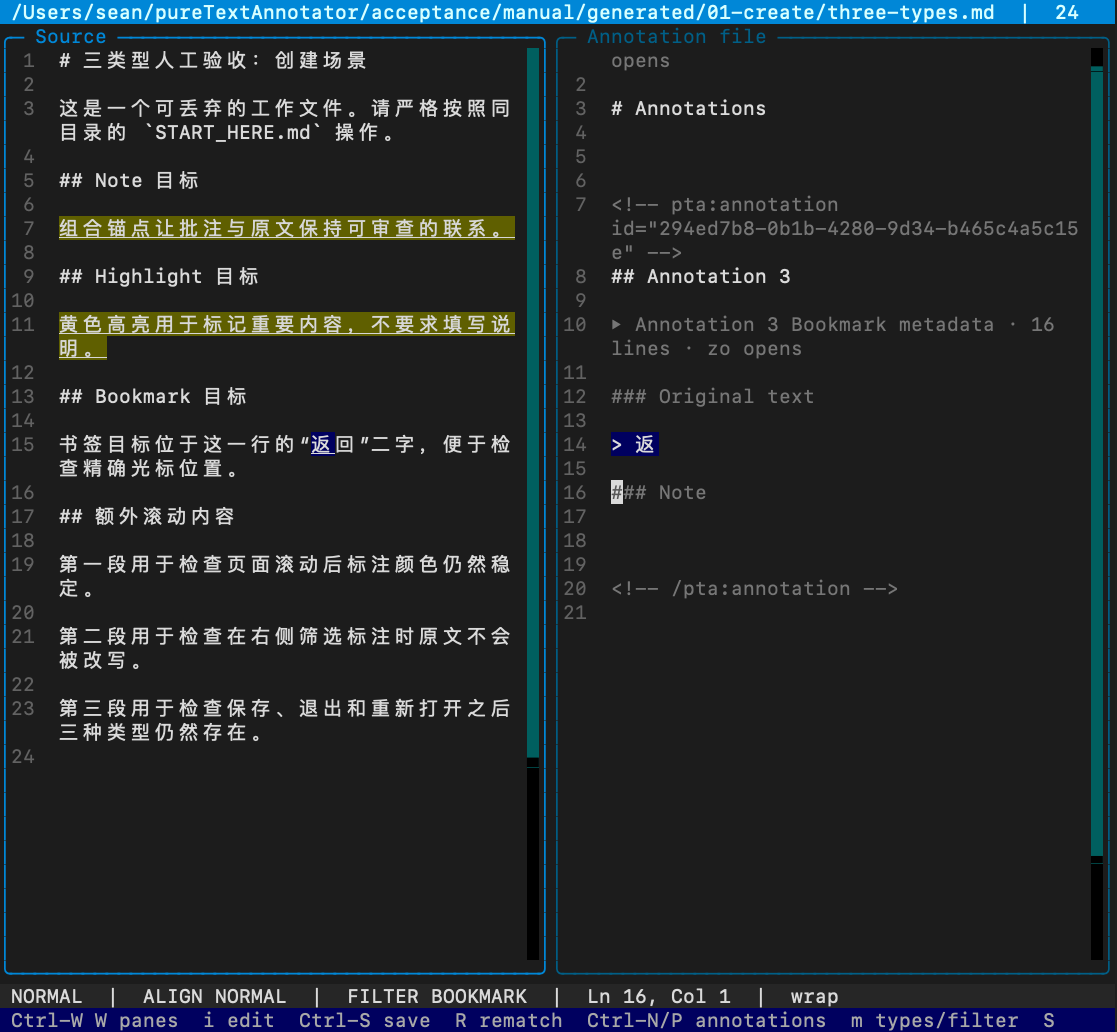 /Users/sean/pureTextAnnotator/acceptance/manual/generated/01-create/three-types.md | 24
Source
1 # 三类型人工验收：创建场景
2
3 这是一个可丢弃的工作文件。请严格按照同
目录的 `START_HERE.md` 操作。
4
5 ## Note 目标
6
7 组合锚点让批注与原文保持可审查的联系。
8
9 ## Highlight 目标
10
11 黄色高亮用于标记重要内容，不要求填写说
明。
12
13 ## Bookmark 目标
14
15 书签目标位于这一行的“返回”二字，便于检
查精确光标位置。
16
17 ## 额外滚动内容
18
19 第一段用于检查页面滚动后标注颜色仍然稳
定。
20
21 第二段用于检查在右侧筛选标注时原文不会
被改写。
22
23 第三段用于检查保存、退出和重新打开之后
三种类型仍然存在。
24
Annotation file
opens
2
3 # Annotations
4
5
6
7 <!-- pta:annotation
id="294ed7b8-0b1b-4280-9d34-b465c4a5c15
e" -->
8 ## Annotation 3
9
10 ▶ Annotation 3 Bookmark metadata · 16
lines · zo opens
11
12 ### Original text
13
14 > 返
15
16 ### Note
17
18
19
20 <!-- /pta:annotation -->
21
NORMAL | ALIGN NORMAL | FILTER BOOKMARK | Ln 16, Col 1 | wrap
Ctrl-W W panes i edit Ctrl-S save R rematch Ctrl-N/P annotations m types/filter S